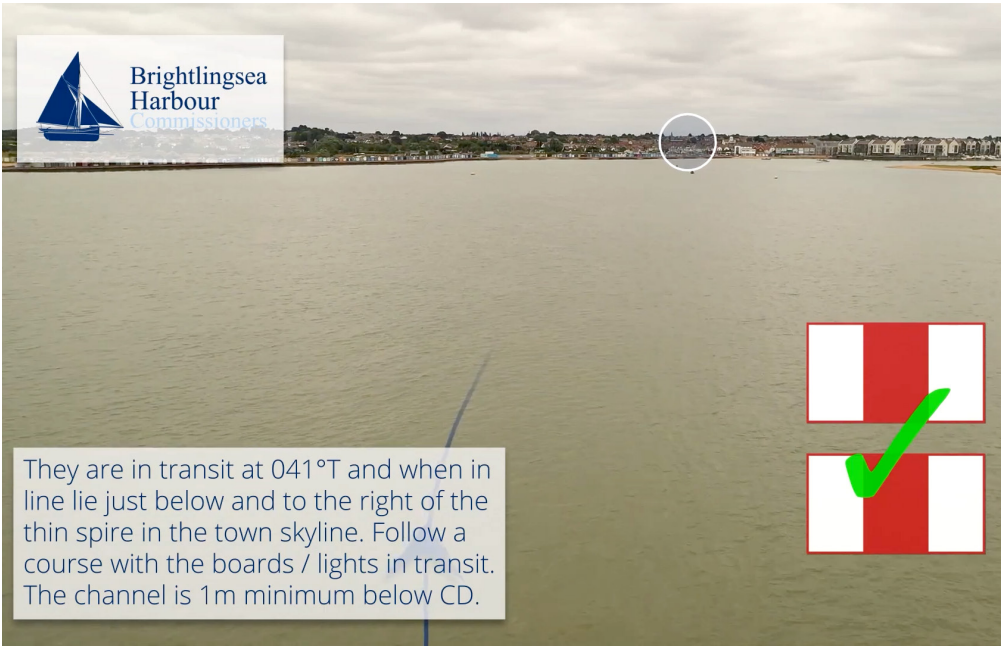 Brightlingsea
Harbour
Commissioners
They are in transit at 041°T and when in
line lie just below and to the right of the
thin spire in the town skyline. Follow a
course with the boards / lights in transit.
The channel is 1m minimum below CD.